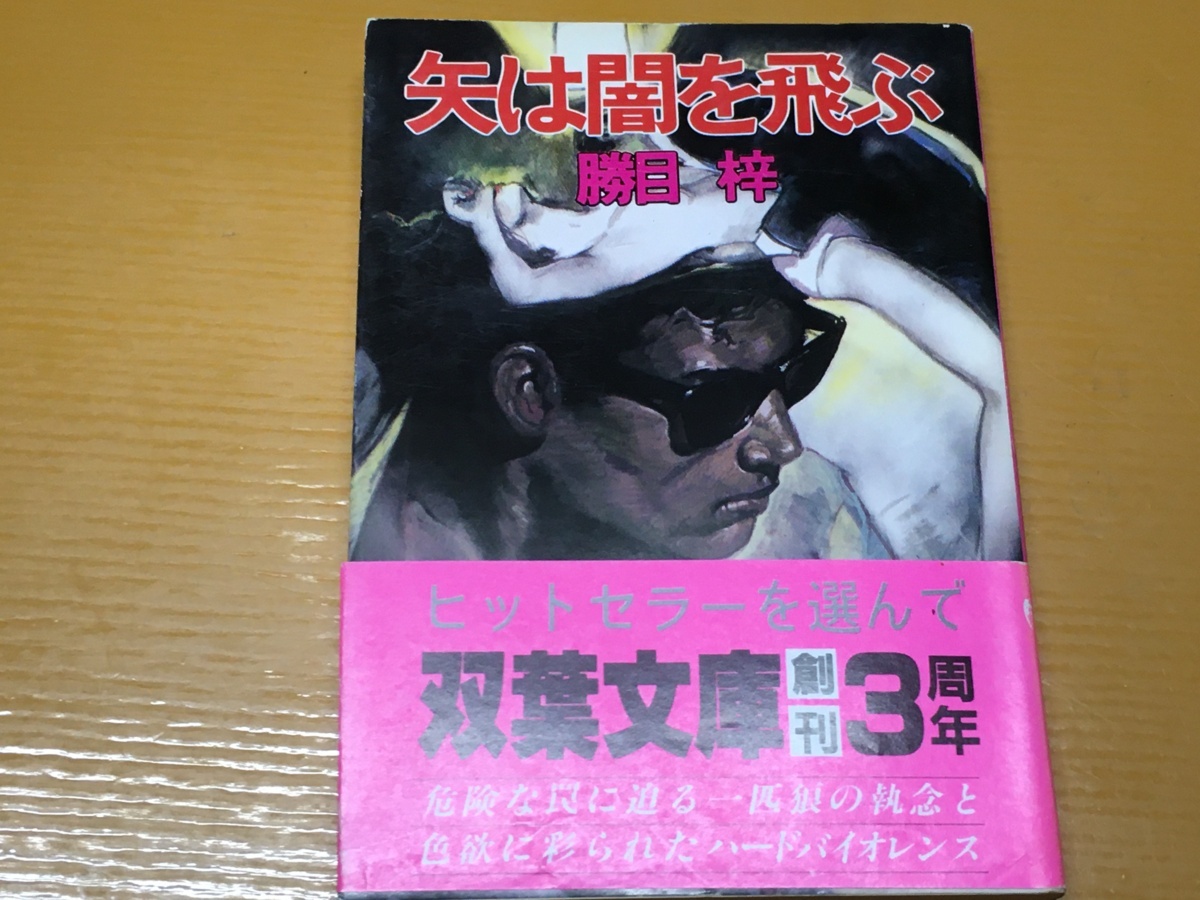 矢は闇を飛ぶ
勝目 梓
ヒットセラーを選んで
双葉文庫創刊3周年
危険な罠に迫る一匹狼の執念と
色欲に彩られたハードバイオレンス